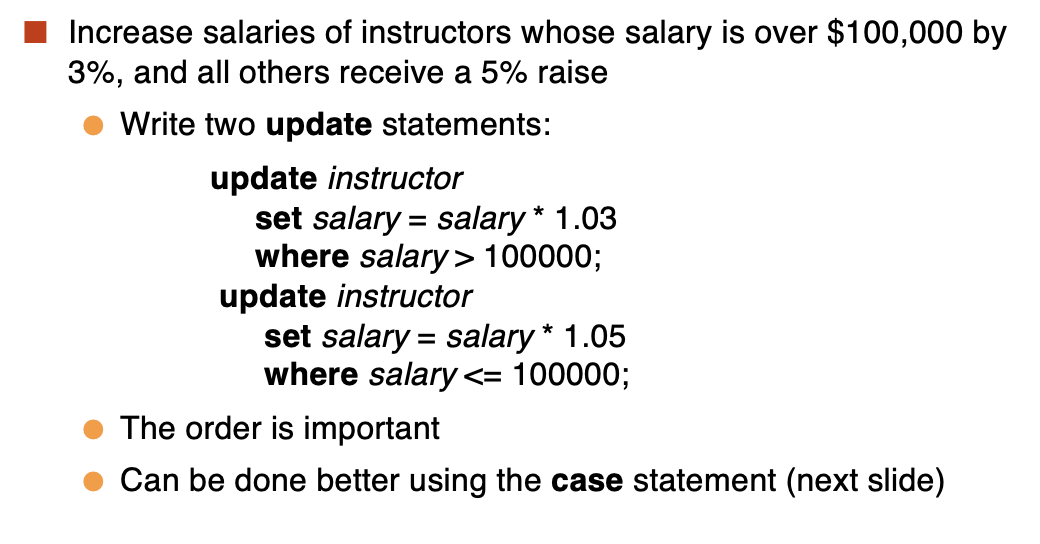 Increase salaries of instructors whose salary is over $100,000 by
3%, and all others receive a 5% raise
Write two update statements:
update instructor
set salary = salary * 1.03
where salary > 100000;
update instructor
set salary = salary * 1.05
where salary <= 100000;
The order is important
Can be done better using the case statement (next slide)